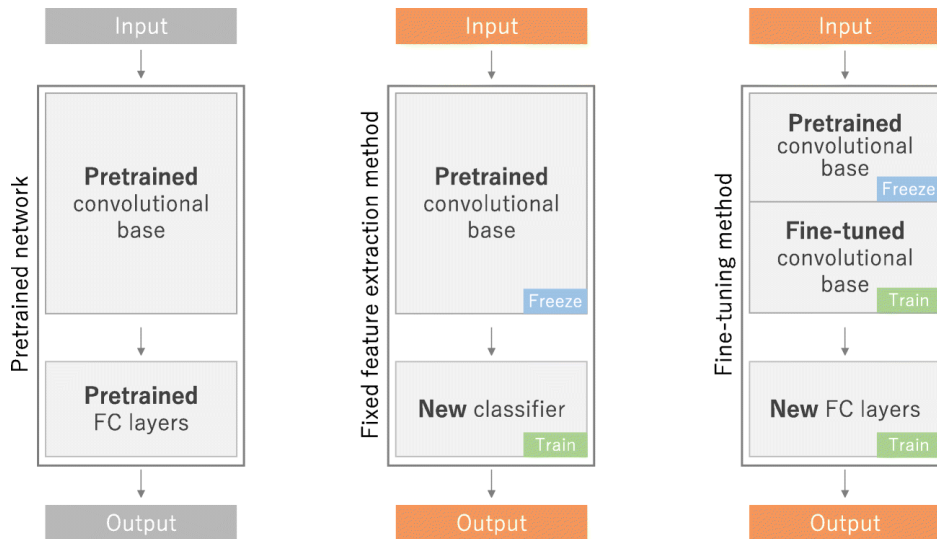 Input
Pretrained network
Pretrained
convolutional
base
Pretrained
FC layers
Output
Input
Fixed feature extraction method
Pretrained
convolutional
base
Freeze
New classifier
Train
Output
Input
Fine-tuning method
Pretrained
convolutional
base
Freeze
Fine-tuned
convolutional
base
Train
New FC layers
Train
Output